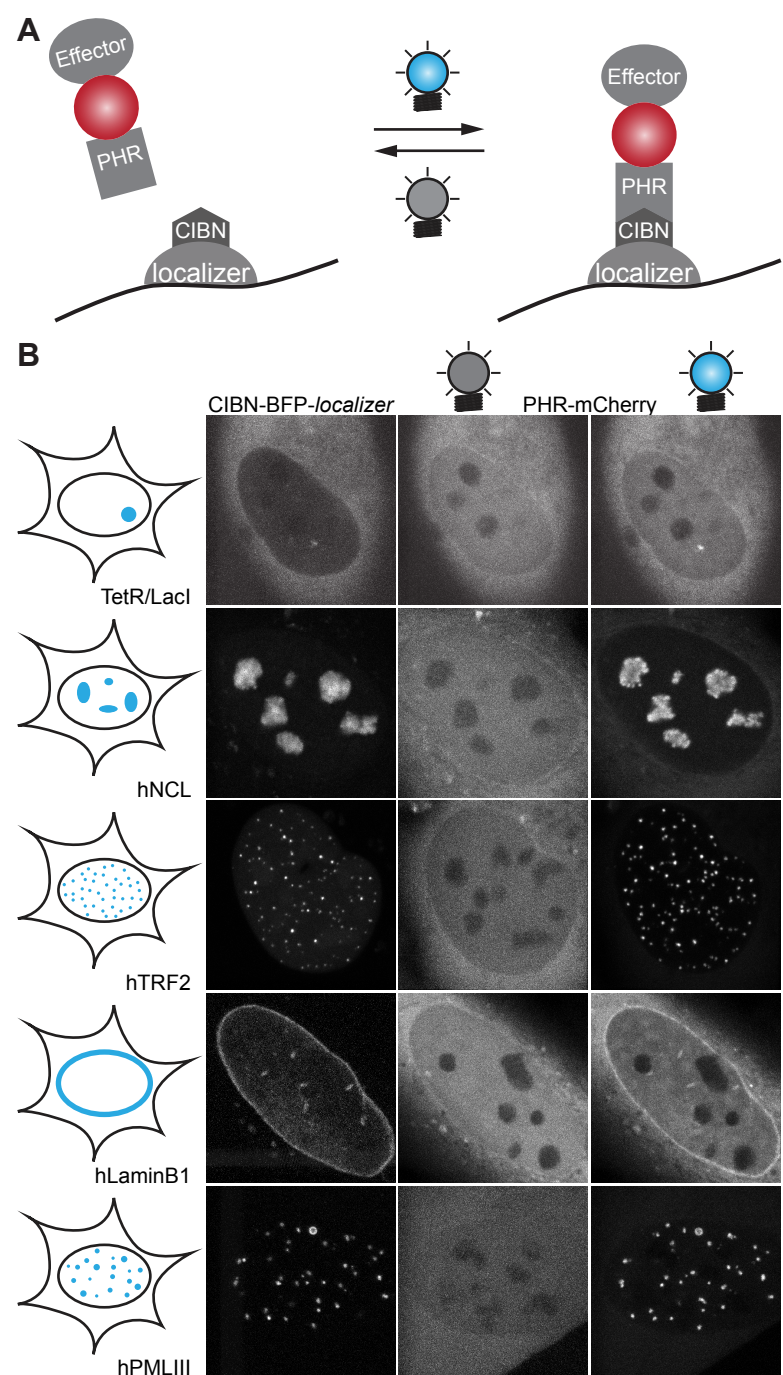 A
Effector
PHR
CIBN
localizer
Effector
PHR
CIBN
localizer
B
CIBN-BFP-localizer
PHR-mCherry
TetR/LacI
hNCL
hTRF2
hLaminB1
hPMLIII